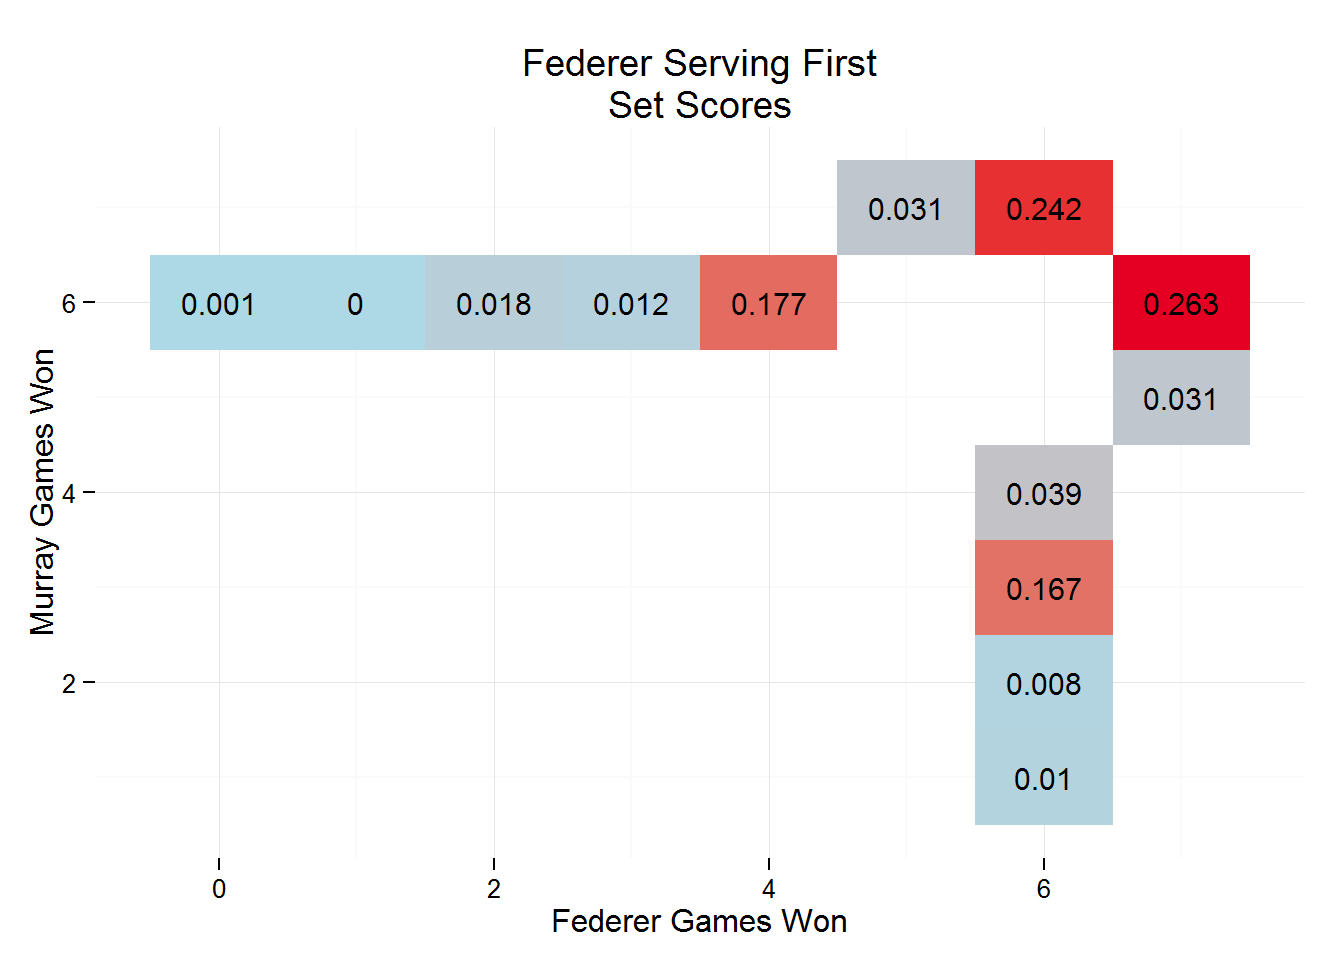 Federer Serving First
Set Scores
0.031 0.242
6 0.001 0 0.018 0.012 0.177 0.263
0.031
4 0.039
0.167
2 0.008
0.01
0 2 4 6
Federer Games Won
Murray Games Won